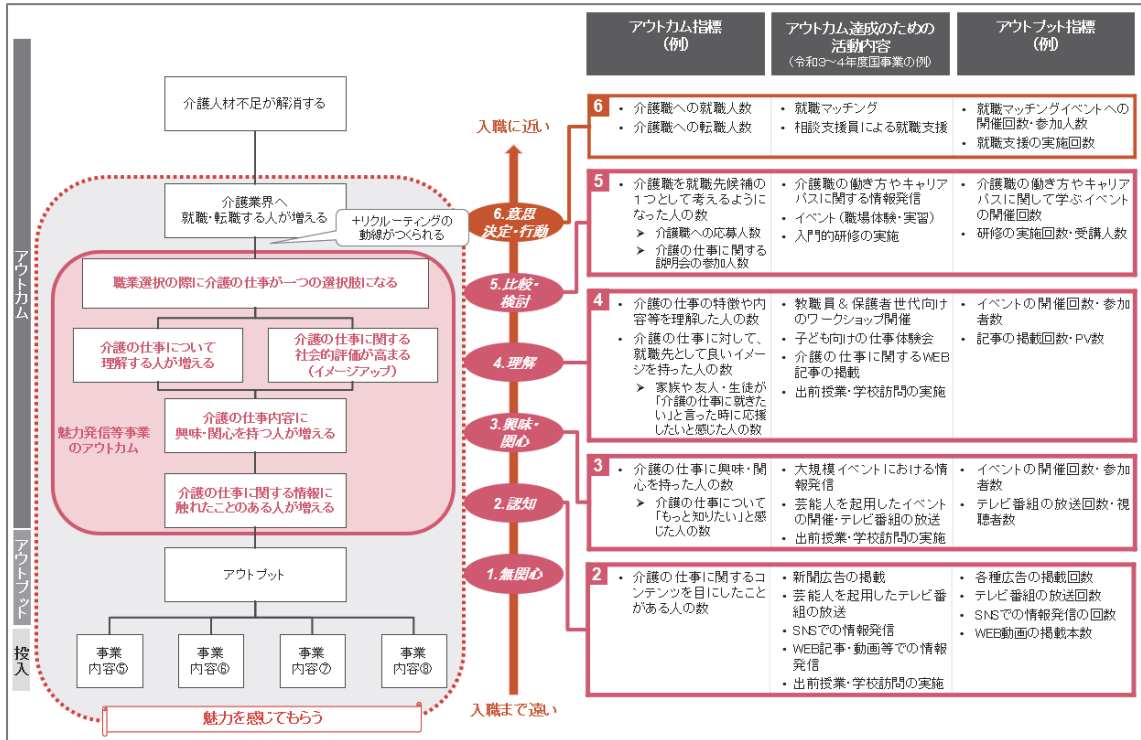 アウトカム
アウトプット
投入
介護人材不足が解消する
介護業界へ
就職・転職する人が増える
+リクルーティングの
動線がつくられる
職業選択の際に介護の仕事が一つの選択肢になる
介護の仕事について
理解する人が増える
介護の仕事に関する
社会的評価が高まる
(イメージアップ)
介護の仕事内容に
興味・関心を持つ人が増える
魅力発信等事業
のアウトカム
介護の仕事に関する情報に
触れたことのある人が増える
アウトプット
事業
内容⑤
事業
内容⑥
事業
内容⑦
事業
内容⑧
魅力を感じてもらう
入職に近い
6.意思
決定・行動
5.比較・
検討
4.理解
3.興味・
関心
2.認知
1.無関心
入職まで遠い
アウトカム指標
(例)
アウトカム達成のための
活動内容
(令和3~4年度国事業の例)
アウトプット指標
(例)
6
• 介護職への就職人数
• 介護職への転職人数
• 就職マッチング
• 相談支援員による就職支援
• 就職マッチングイベントへの
開催回数・参加人数
• 就職支援の実施回数
5
• 介護職を就職先候補の
1つとして考えるように
なった人の数
➢ 介護職への応募人数
➢ 介護の仕事に関する
説明会の参加人数
• 介護職の働き方やキャリア
パスに関する情報発信
• イベント(職場体験・実習)
• 入門的研修の実施
• 介護職の働き方やキャリア
パスに関して学ぶイベント
の開催回数
• 研修の実施回数・受講人数
4
• 介護の仕事の特徴や内
容等を理解した人の数
• 介護の仕事に対して、
就職先として良いイメー
ジを持った人の数
➢ 家族や友人・生徒が
「介護の仕事に就きた
い」と言った時に応援
したいと感じた人の数
• 教職員&保護者世代向け
のワークショップ開催
• 子ども向けの仕事体験会
• 介護の仕事に関するWEB
記事の掲載
• 出前授業・学校訪問の実施
• イベントの開催回数・参加
者数
• 記事の掲載回数・PV数
3
• 介護の仕事に興味・関
心を持った人の数
➢ 介護の仕事について
「もっと知りたい」と感
じた人の数
• 大規模イベントにおける情
報発信
• 芸能人を起用したイベント
の開催・テレビ番組の放送
• 出前授業・学校訪問の実施
• イベントの開催回数・参加
者数
• テレビ番組の放送回数・視
聴者数
2
• 介護の仕事に関するコ
ンテンツを目にしたこと
がある人の数
• 新聞広告の掲載
• 芸能人を起用したテレビ番
組の放送
• SNSでの情報発信
• WEB記事・動画等での情報
発信
• 出前授業・学校訪問の実施
• 各種広告の掲載回数
• テレビ番組の放送回数
• SNSでの情報発信の回数
• WEB動画の掲載本数